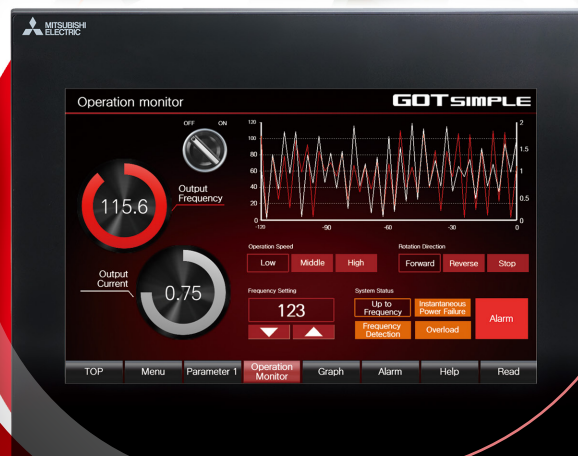 MITSUBISHI
ELECTRIC
Operation monitor
GOT SIMPLE
OFF ON
120
100
80
60
40
20
0
2
1.5
1
0.5
0
-120 -90 -60 -30 0
115.6
Output
Frequency
Output
Current
0.75
Operation Speed
Low Middle High
Rotation Direction
Forward Reverse Stop
Frequency Setting
123
System Status
Up to
Frequency
Instantaneous
Power Failure
Frequency
Detection
Overload
Alarm
TOP Menu Parameter 1 Operation
Monitor Graph Alarm Help Read